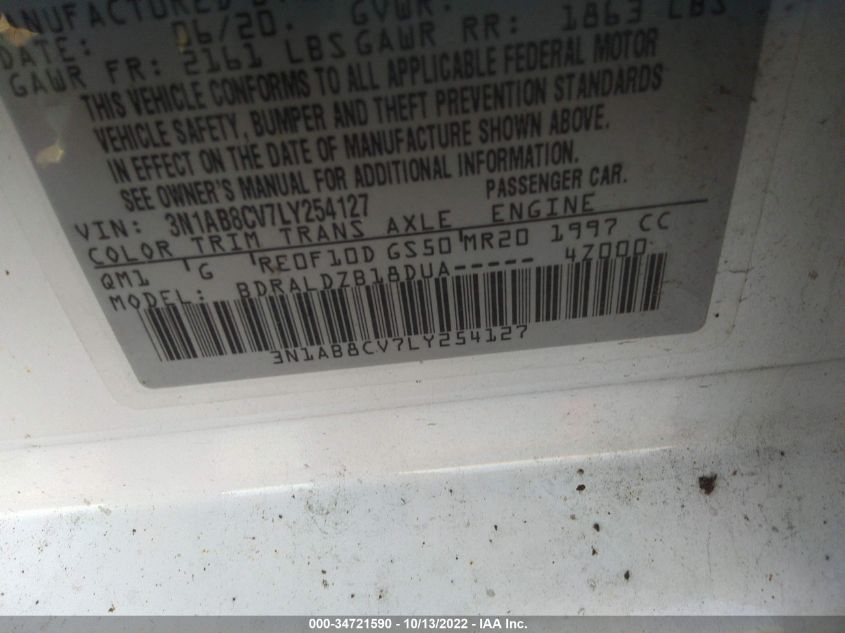 MANUFACTURED
DATE: 06/20. GVWR:
GAWR FR: 2161 LBS GAWR RR: 1863 LBS
THIS VEHICLE CONFORMS TO ALL APPLICABLE FEDERAL MOTOR
VEHICLE SAFETY, BUMPER AND THEFT PREVENTION STANDARDS
IN EFFECT ON THE DATE OF MANUFACTURE SHOWN ABOVE.
SEE OWNER'S MANUAL FOR ADDITIONAL INFORMATION.
VIN: 3N1AB8CV7LY254127 PASSENGER CAR.
COLOR TRIM TRANS AXLE ENGINE
QM1 'G 'RE0F10D GS50'MR20 1997 CC
MODEL: BDRALDZB18DUA----- 4Z000
3N1AB8CV7LY254127
000-34721590 - 10/13/2022 - IAA Inc.